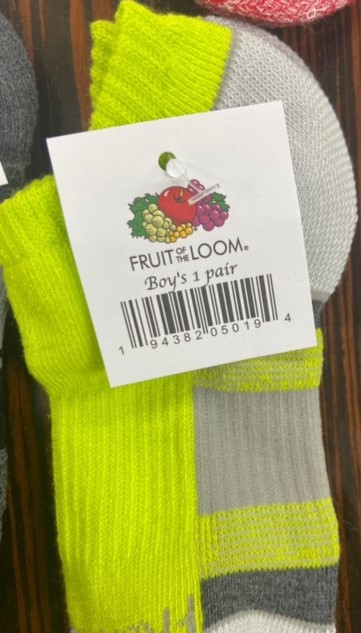 FRUIT OF THE LOOM®
Boy's 1 pair
1 94382 05019 4